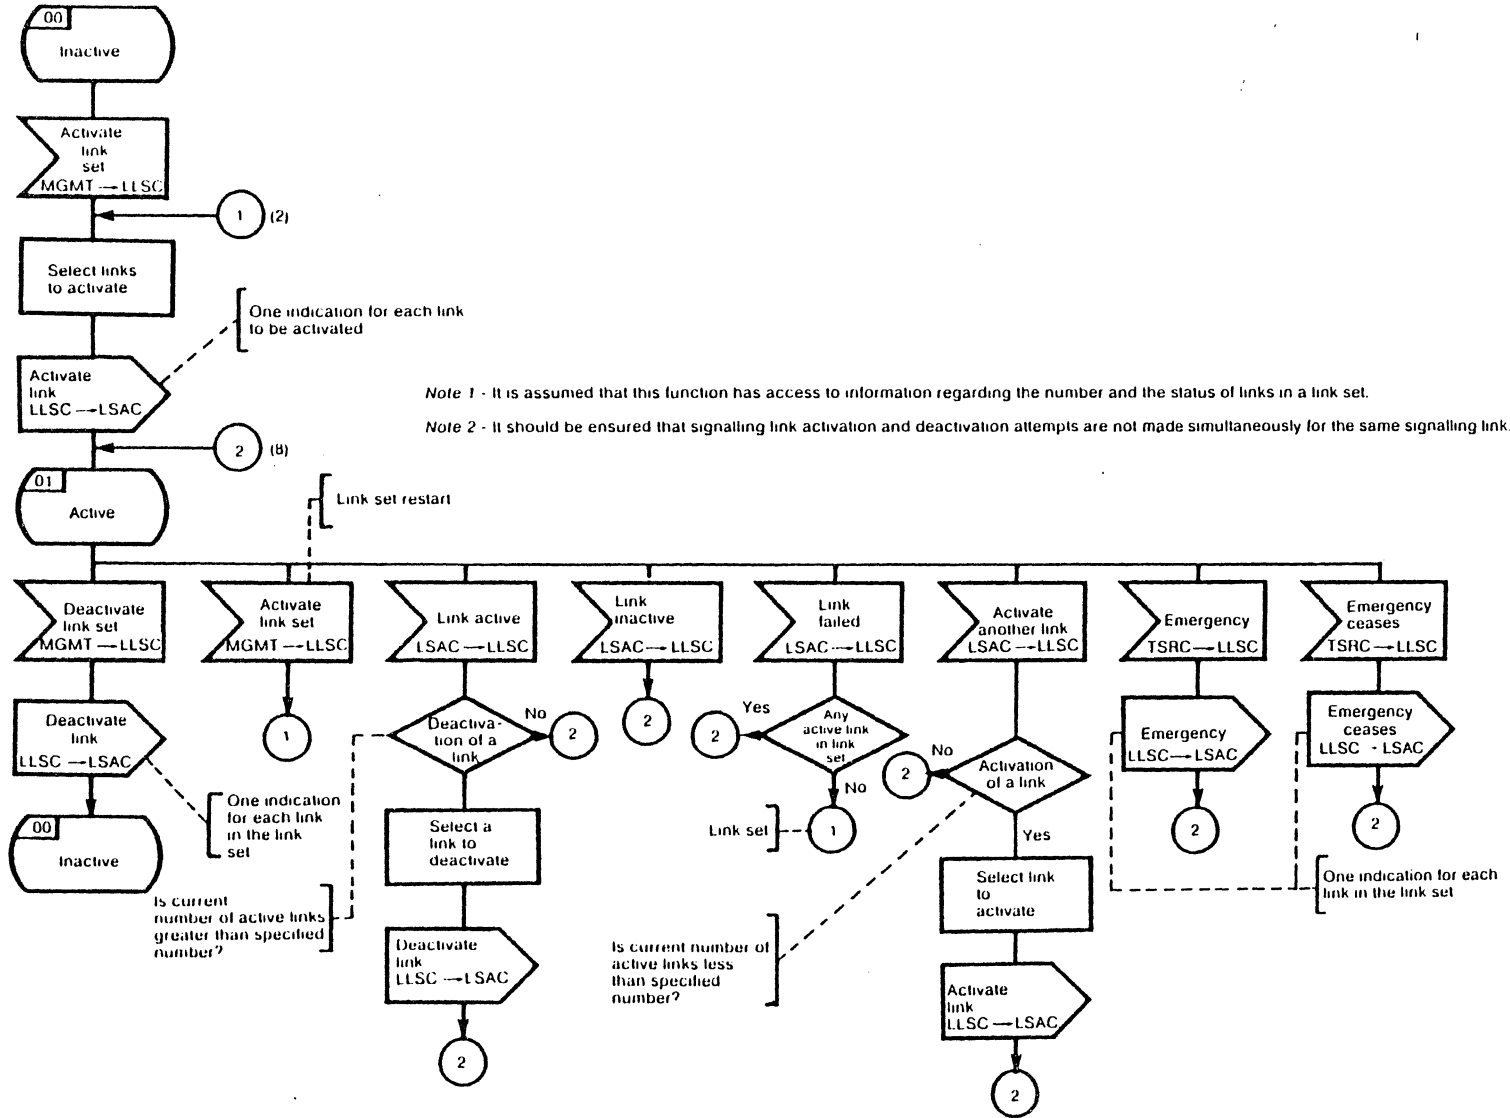 00
Inactive
Activate
link
set
MGMT → LLSC
1 (2)
Select links
to activate
One indication for each link
to be activated
Activate
link
LLSC → LSAC
Note 1 - It is assumed that this function has access to information regarding the number and the status of links in a link set.
Note 2 - It should be ensured that signalling link activation and deactivation attempts are not made simultaneously for the same signalling link.
2 (8)
01
Active
Link set restart
Deactivate
link set
MGMT → LLSC
Activate
link set
MGMT → LLSC
Link active
LSAC → LLSC
Link
inactive
LSAC → LLSC
Link
failed
LSAC → LLSC
Activate
another link
LSAC → LLSC
Emergency
TSRC → LLSC
Emergency
ceases
TSRC → LLSC
Deactivate
link
LLSC → LSAC
1
Deactiva-
tion of a
link
No
2
2
Yes
2
Any
active link
in link
set
No
1
Link set
No
2
Activation
of a link
Yes
Emergency
LLSC → LSAC
2
Emergency
ceases
LLSC - LSAC
2
One indication
for each link
in the link
set
00
Inactive
Is current
number of active links
greater than specified
number?
Select a
link to
deactivate
Deactivate
link
LLSC → LSAC
2
Is current number of
active links less
than specified
number?
Select link
to
activate
Activate
link
LLSC → LSAC
2
One indication for each
link in the link set